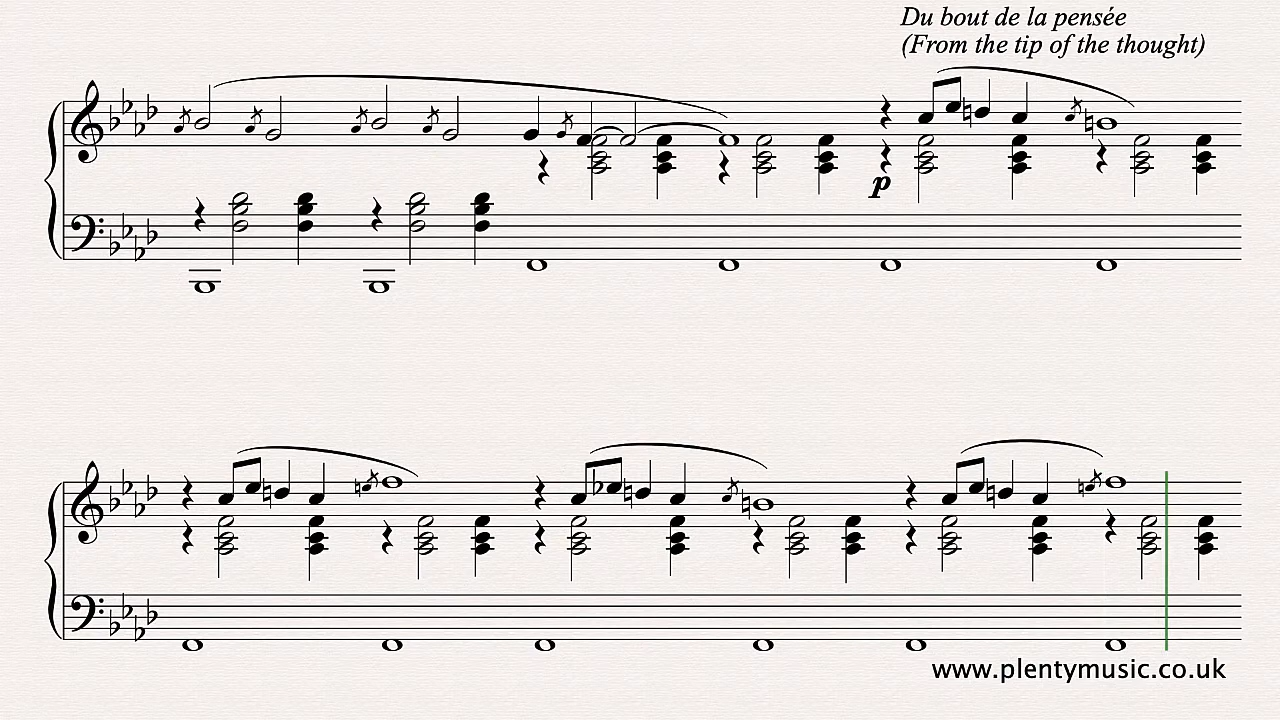 Du bout de la pensée
(From the tip of the thought)
p
www.plentymusic.co.uk